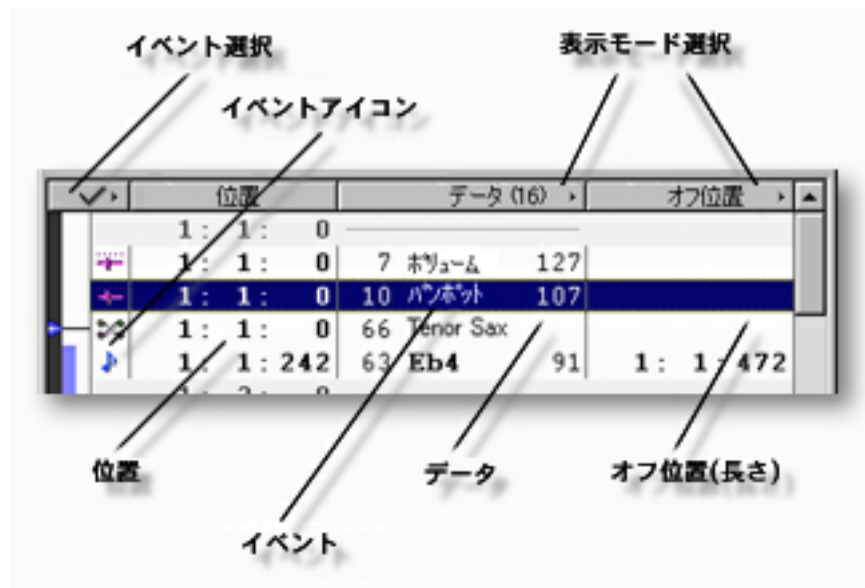 イベント選択
表示モード選択
イベントアイコン
位置 データ (16) オフ位置
1: 1: 0
1: 1: 0 7 ボリューム 127
1: 1: 0 10 パンポット 107
1: 1: 0 66 Tenor Sax
1: 1:242 63 Eb4 91 1: 1:472
位置
データ
オフ位置(長さ)
イベント